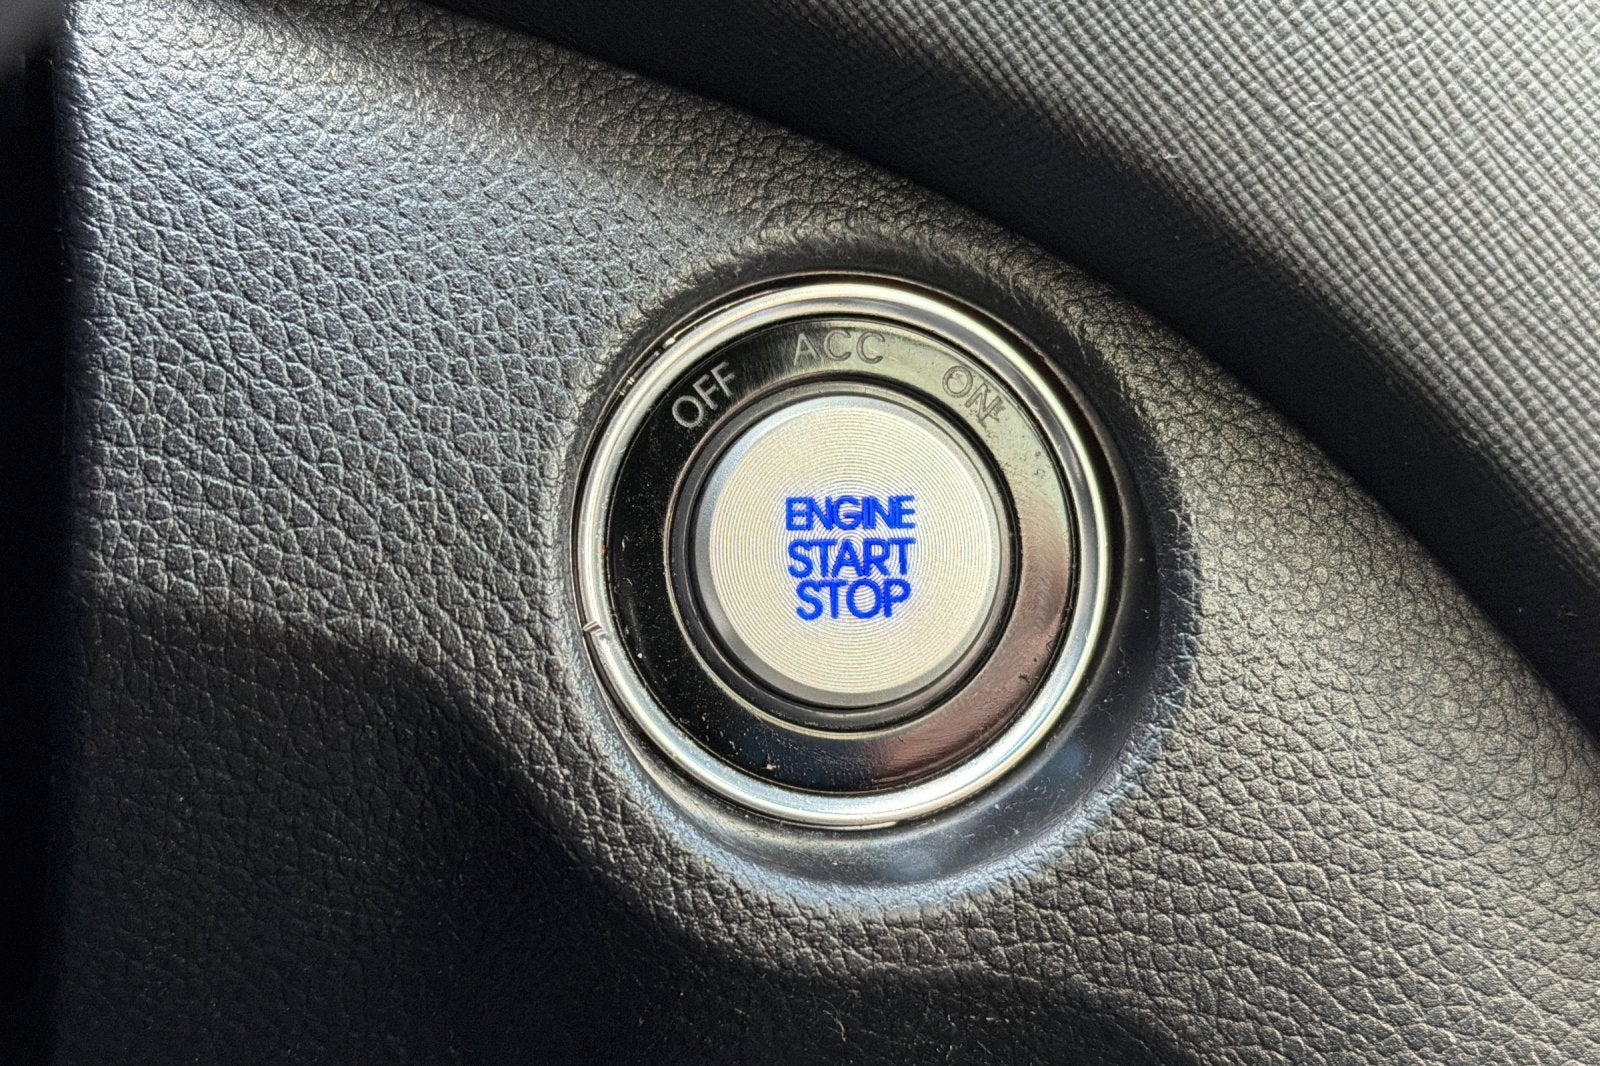 OFF ACC ON
ENGINE
START
STOP